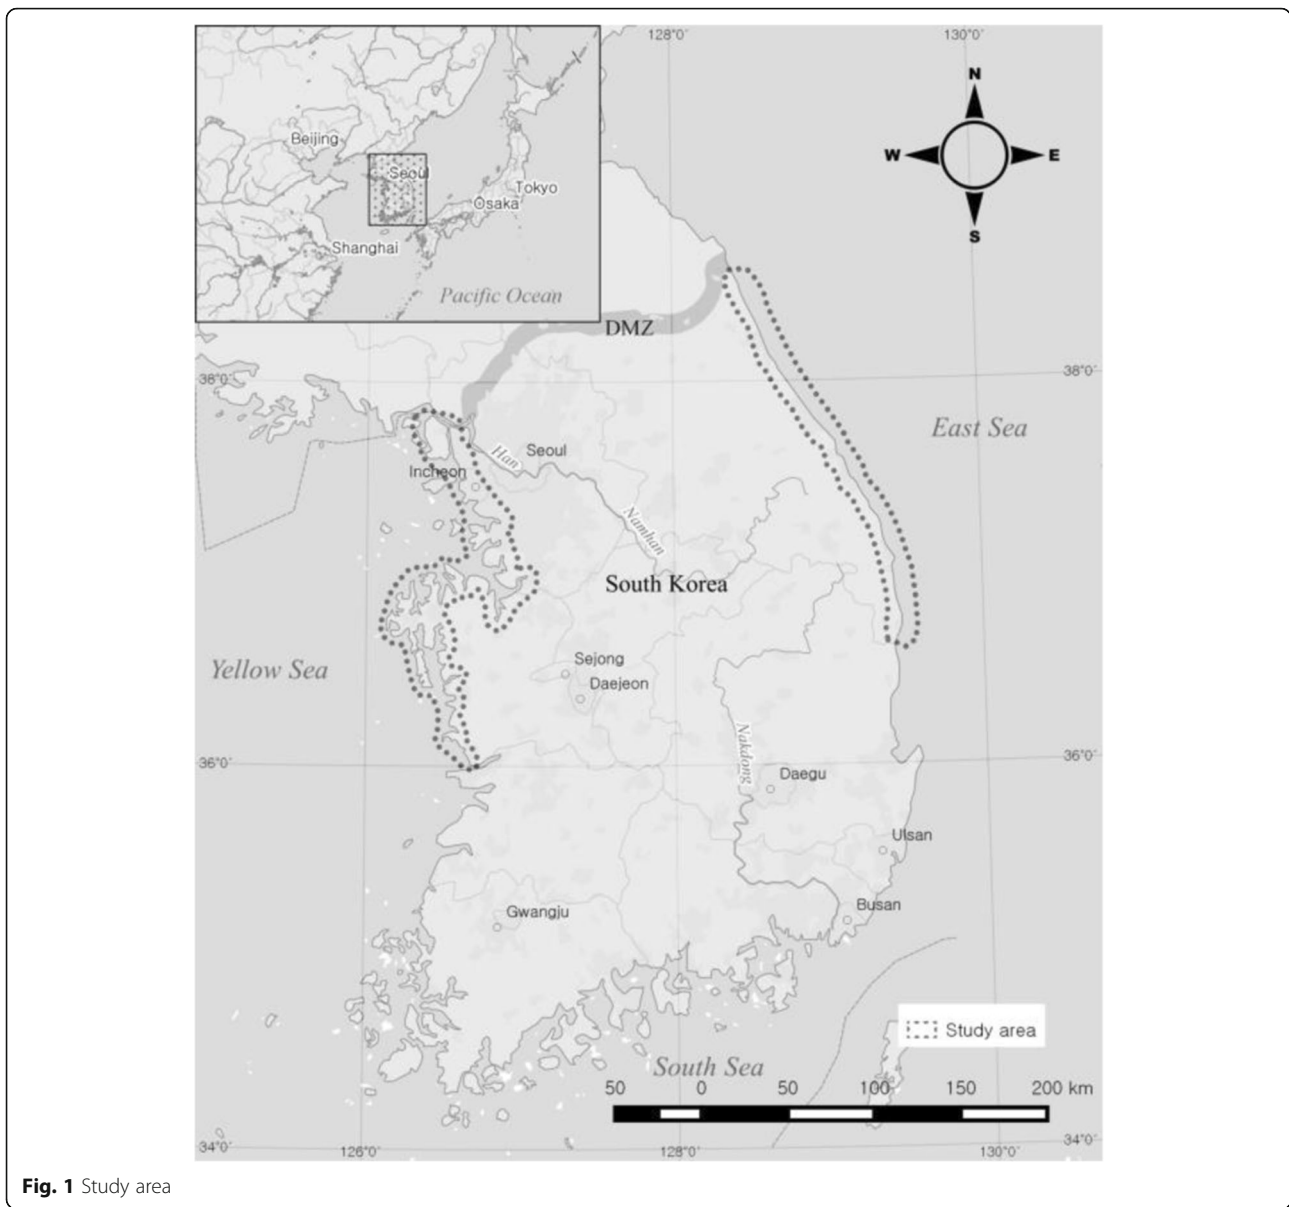 128°0´
130°0´
N
W
E
S
Beijing
Seoul
Tokyo
Osaka
Shanghai
Pacific Ocean
DMZ
38°0´
38°0´
East Sea
Han
Seoul
Incheon
Namhan
South Korea
Yellow Sea
Sejong
Daejeon
Nakdong
36°0´
36°0´
Daegu
Ulsan
Busan
Gwangju
Study area
South Sea
50 0 50 100 150 200 km
34°0´
34°0´
126°0´
128°0´
130°0´
Fig. 1 Study area